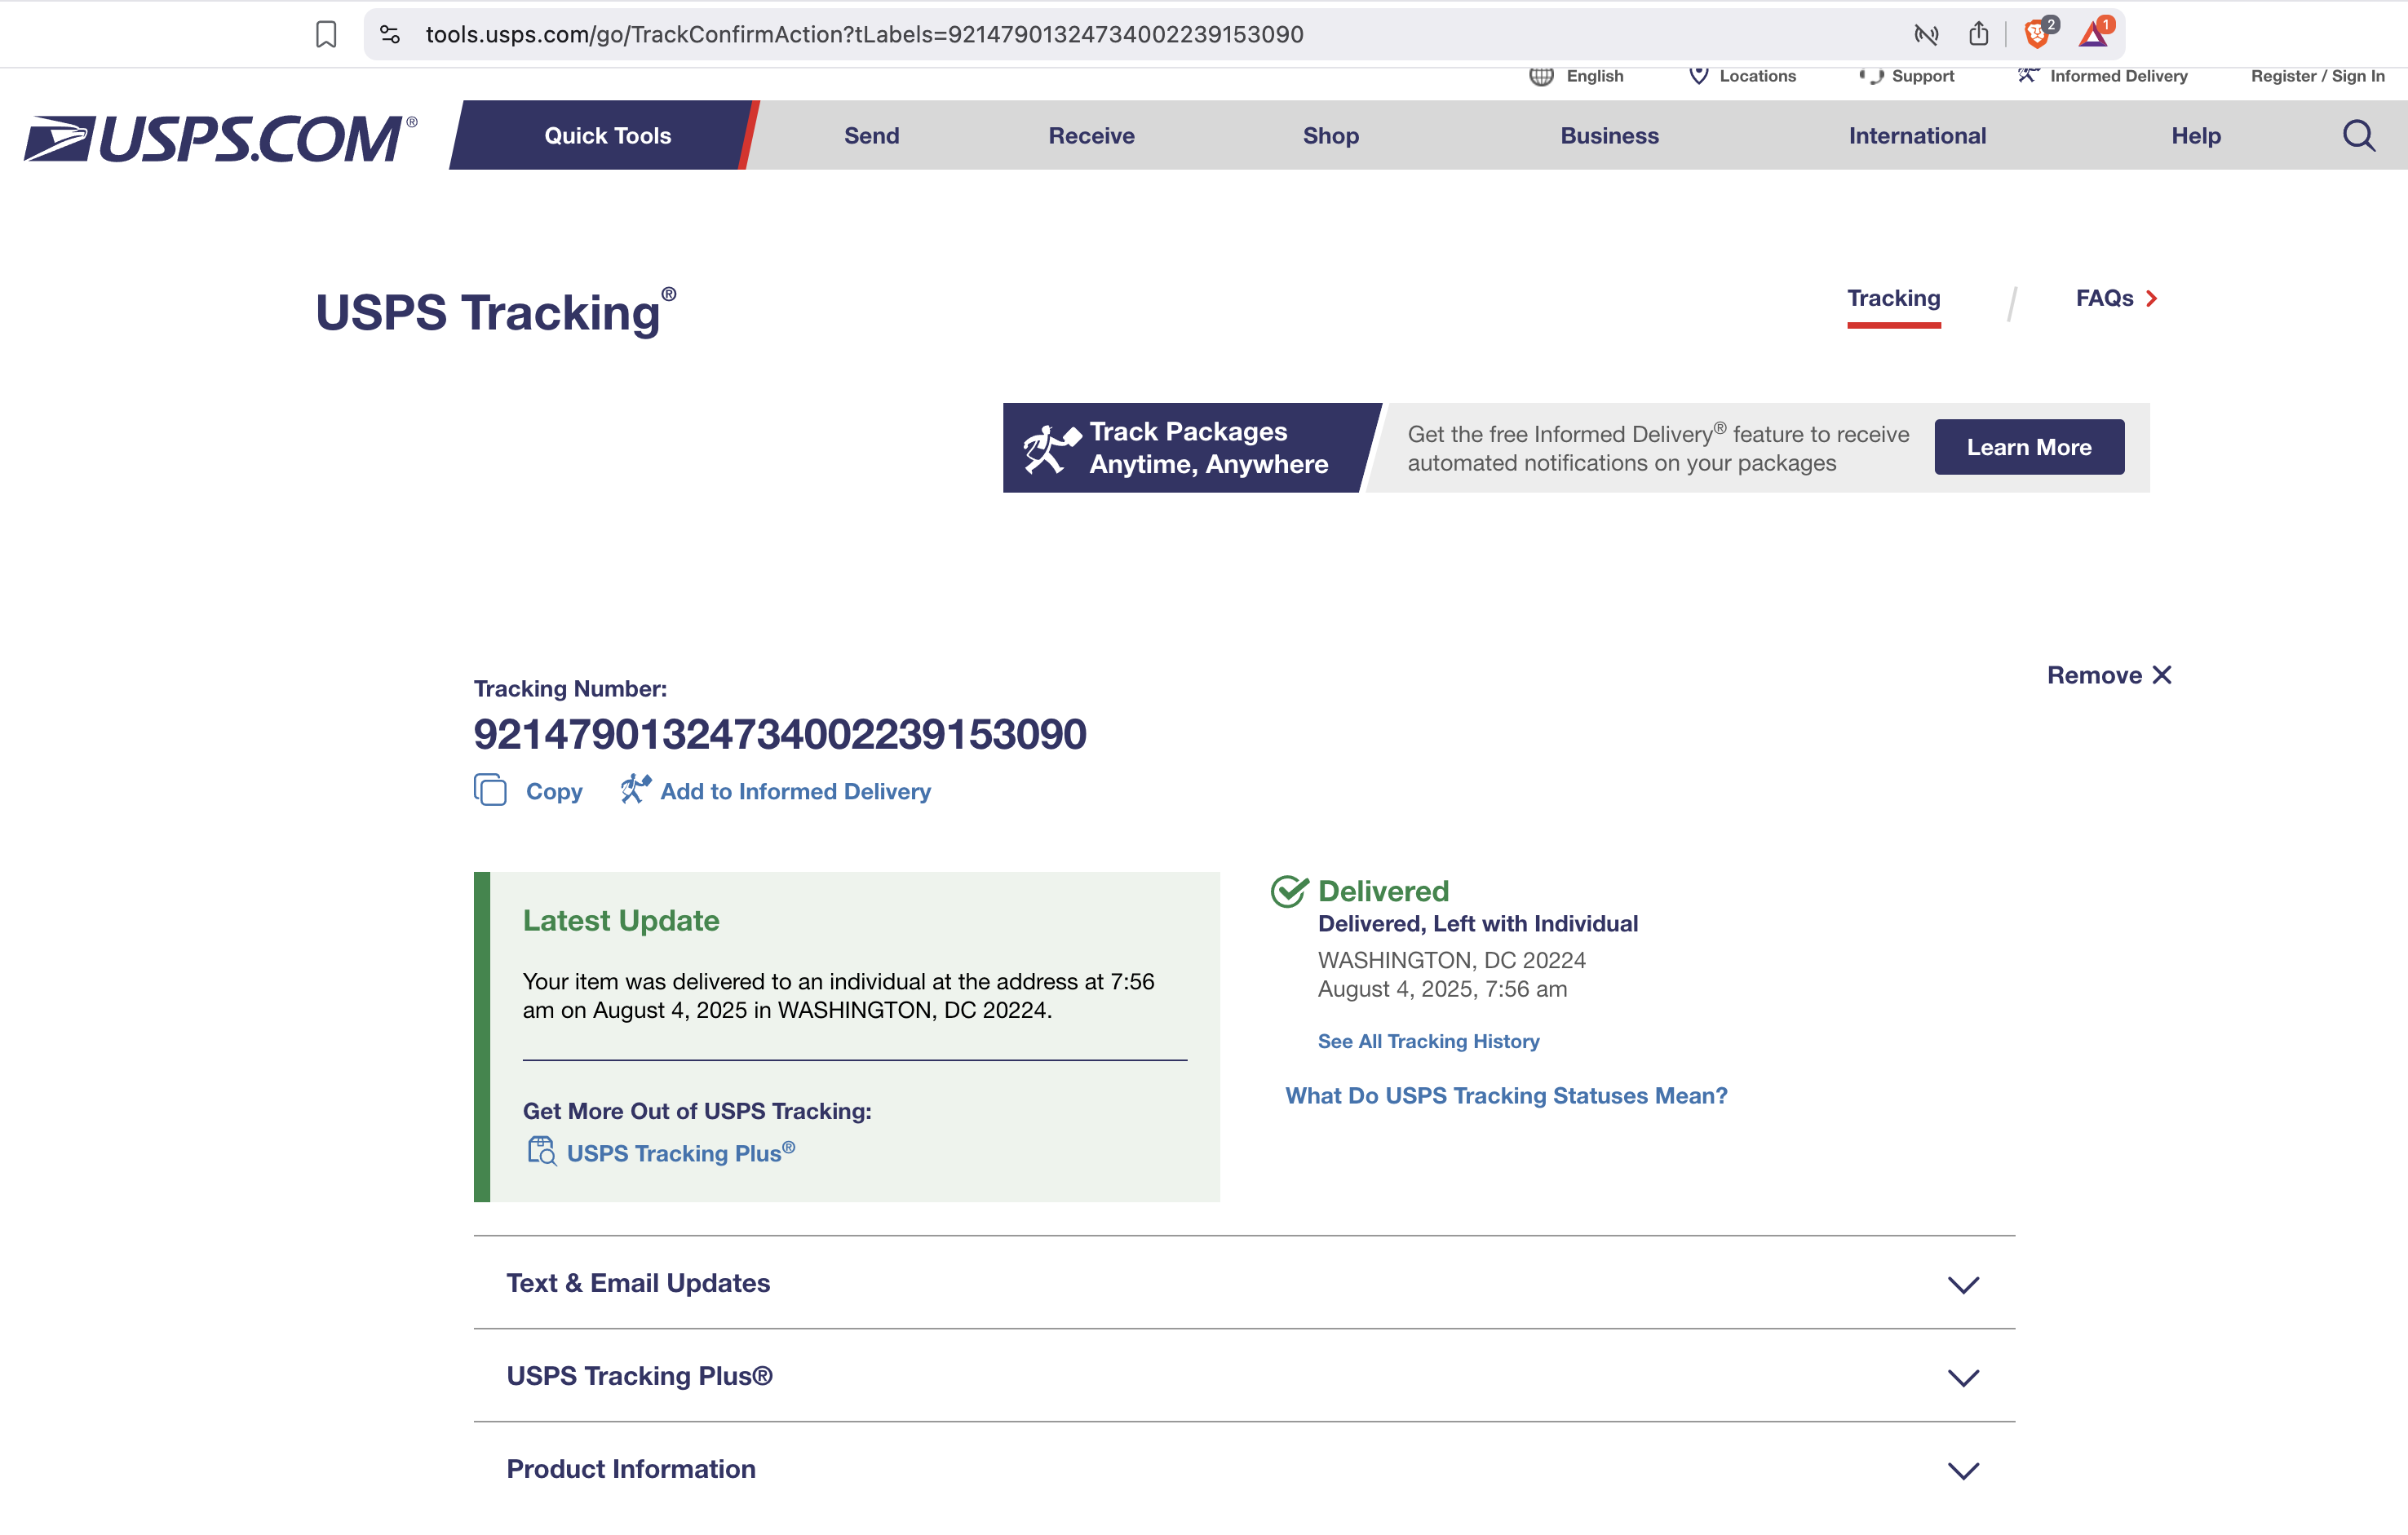 tools.usps.com/go/TrackConfirmAction?tLabels=92147901324734002239153090
2
1
English
Locations
Support
Informed Delivery
Register / Sign In
USPS.COM®
Quick Tools
Send
Receive
Shop
Business
International
Help
USPS Tracking®
Tracking
FAQs
Track Packages
Anytime, Anywhere
Get the free Informed Delivery® feature to receive
automated notifications on your packages
Learn More
Remove
Tracking Number:
92147901324734002239153090
Copy
Add to Informed Delivery
Latest Update
Your item was delivered to an individual at the address at 7:56
am on August 4, 2025 in WASHINGTON, DC 20224.
Get More Out of USPS Tracking:
USPS Tracking Plus®
Delivered
Delivered, Left with Individual
WASHINGTON, DC 20224
August 4, 2025, 7:56 am
See All Tracking History
What Do USPS Tracking Statuses Mean?
Text & Email Updates
USPS Tracking Plus®
Product Information